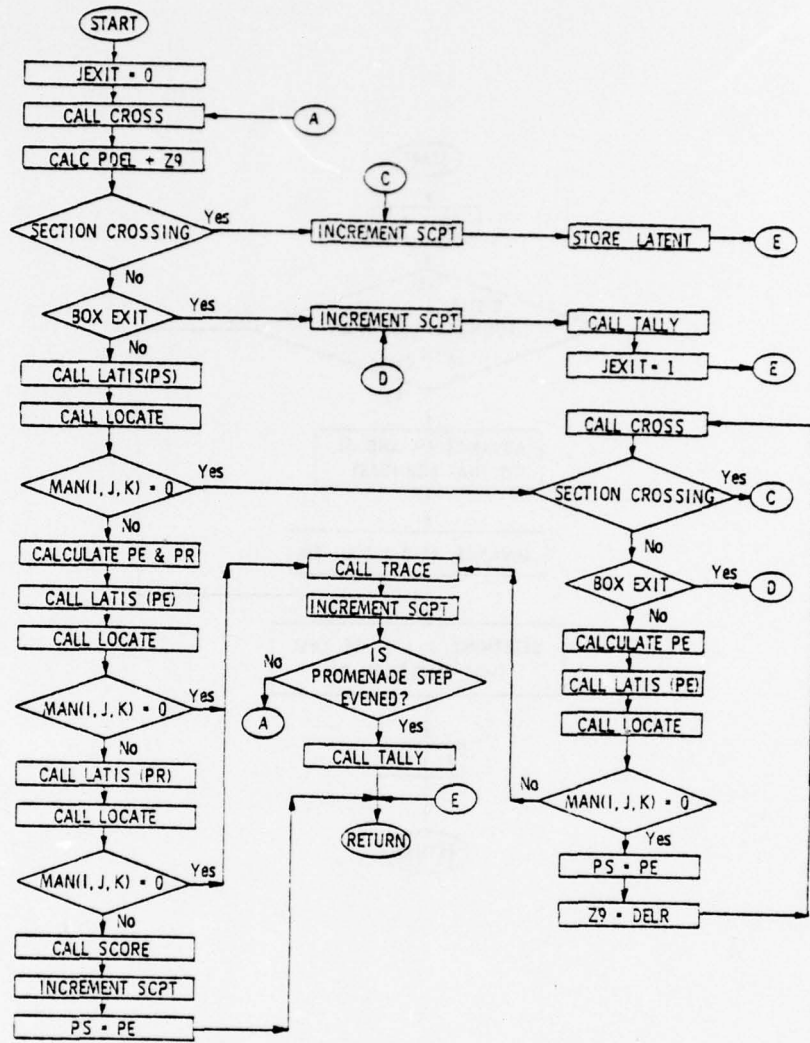 START
JEXIT = 0
CALL CROSS
A
CALC PDEL + Z9
C
SECTION CROSSING
Yes
INCREMENT SCPT
STORE LATENT
E
No
BOX EXIT
Yes
INCREMENT SCPT
CALL TALLY
No
D
JEXIT = 1
E
CALL LATIS(PS)
CALL LOCATE
CALL CROSS
MAN(I, J, K) = 0
Yes
SECTION CROSSING
Yes
C
No
No
CALCULATE PE & PR
CALL TRACE
BOX EXIT
Yes
D
CALL LATIS (PE)
INCREMENT SCPT
No
CALL LOCATE
CALCULATE PE
No
IS
PROMENADE STEP
EVENED?
CALL LATIS (PE)
MAN(I, J, K) = 0
Yes
A
Yes
CALL LOCATE
No
CALL LATIS (PR)
CALL TALLY
No
MAN(I, J, K) = 0
CALL LOCATE
E
Yes
RETURN
MAN(I, J, K) = 0
Yes
PS = PE
No
Z9 = DELR
CALL SCORE
INCREMENT SCPT
PS = PE